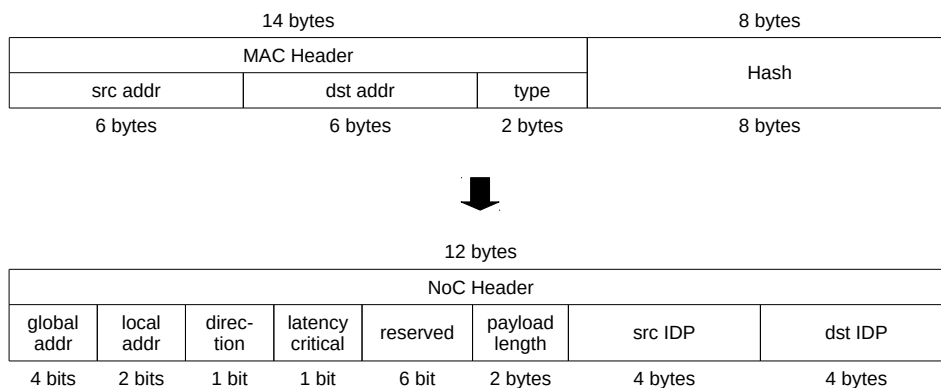 14 bytes 8 bytes
MAC Header
Hash
src addr dst addr type
6 bytes 6 bytes 2 bytes 8 bytes
12 bytes
NoC Header
global local direc- latency reserved payload src IDP dst IDP
addr addr tion critical length
4 bits 2 bits 1 bit 1 bit 6 bit 2 bytes 4 bytes 4 bytes